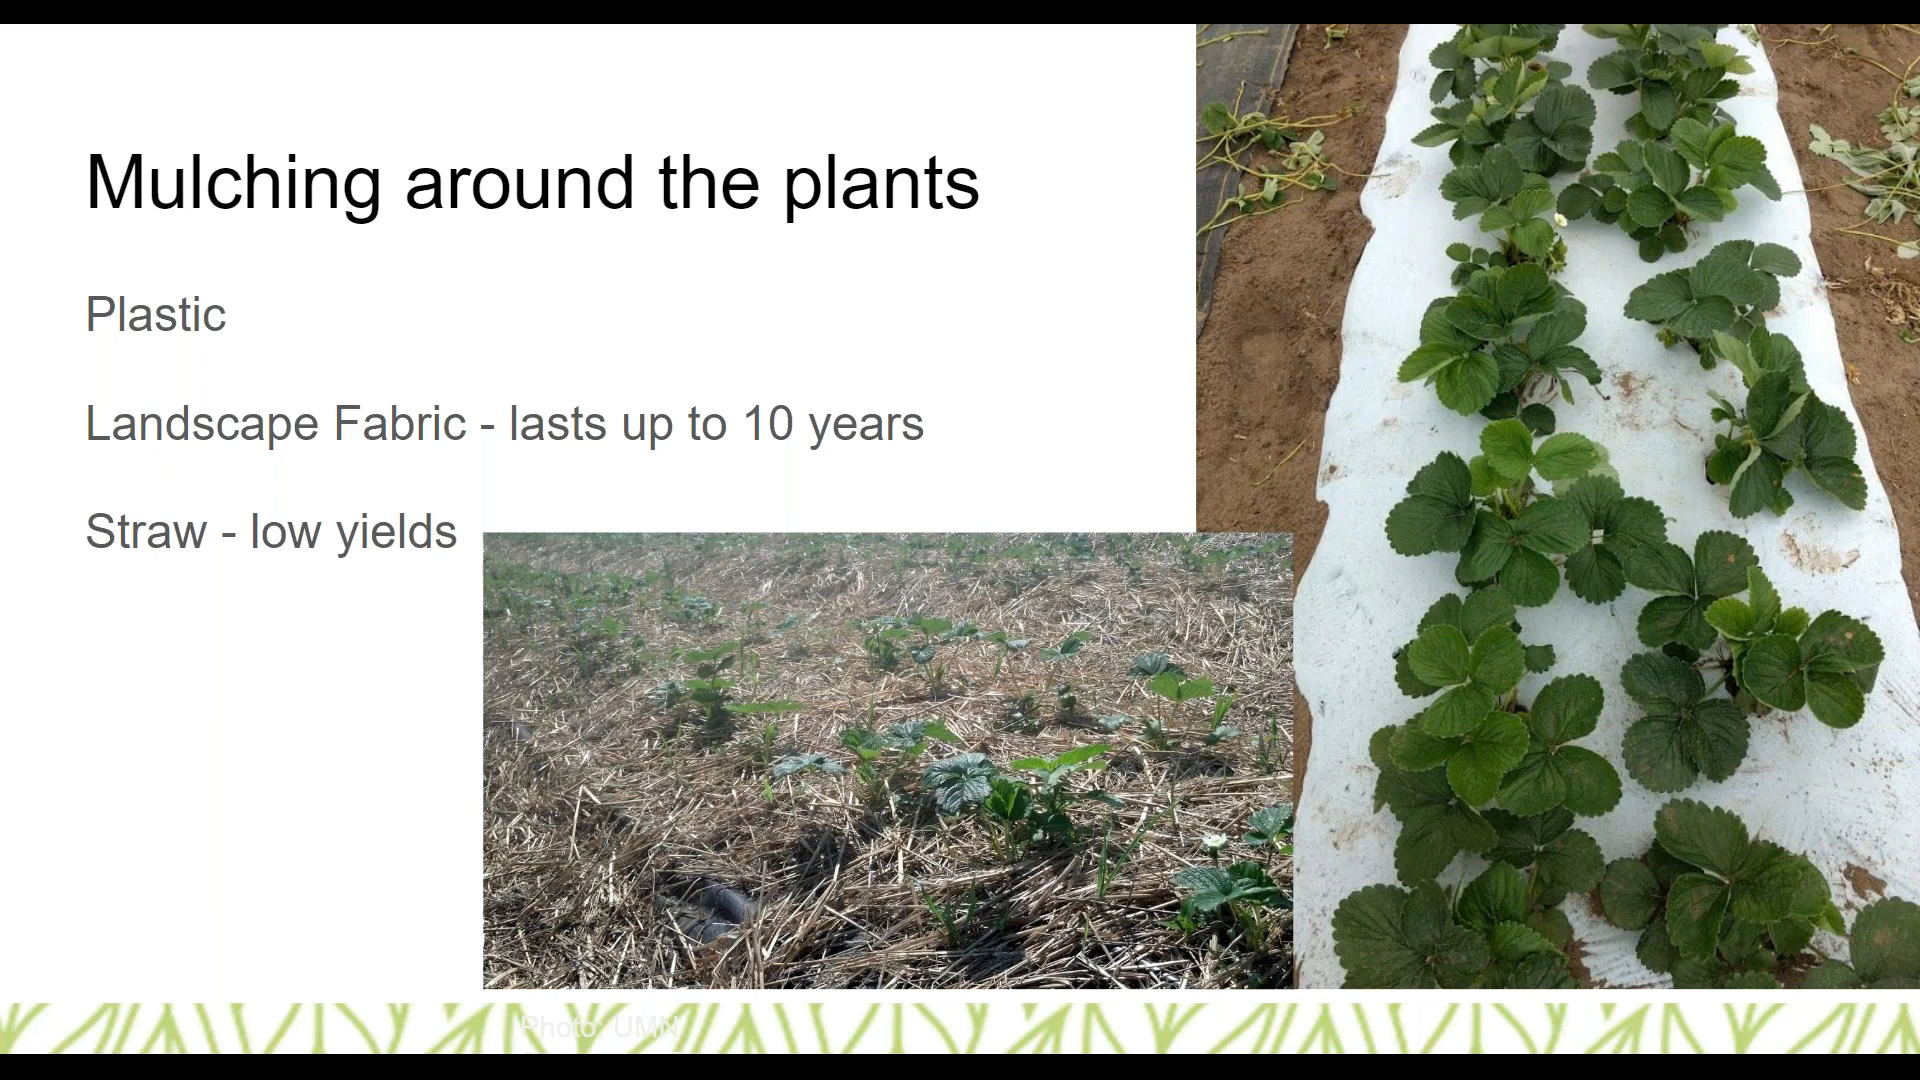 Mulching around the plants
Plastic
Landscape Fabric - lasts up to 10 years
Straw - low yields
Photo: UMN